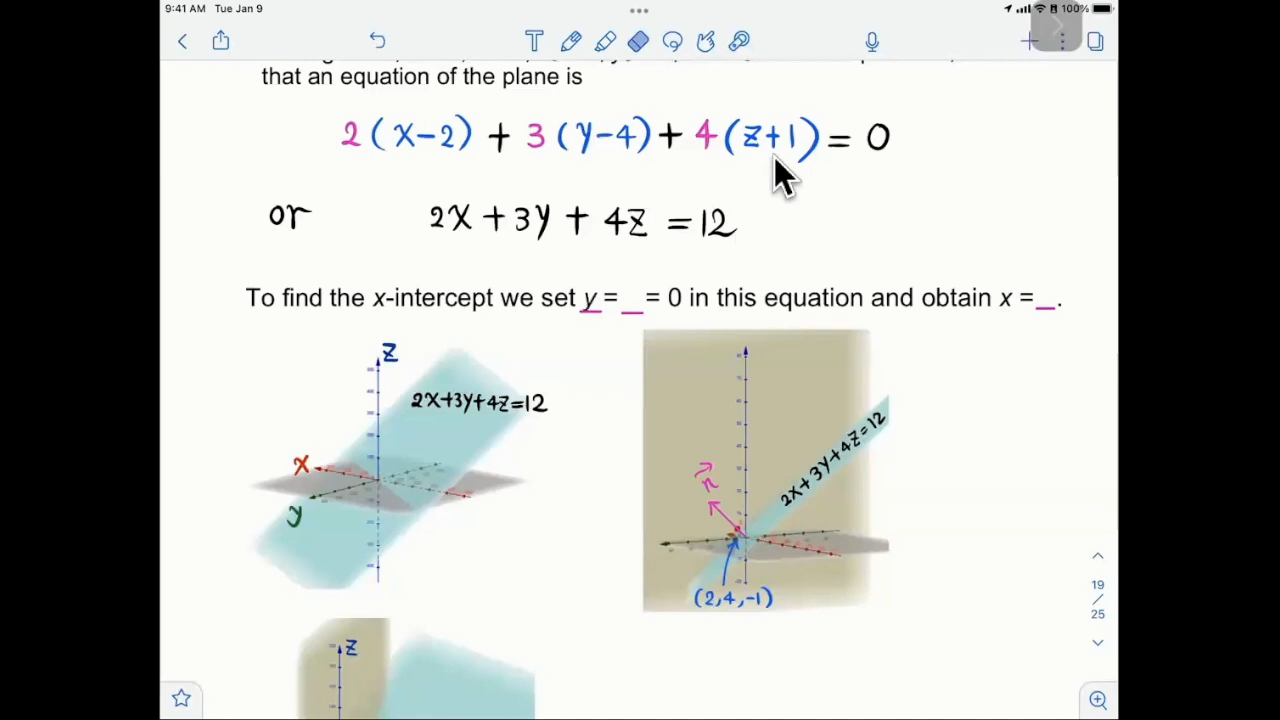 9:41 AM Tue Jan 9
100%
that an equation of the plane is
2(x-2) + 3(y-4) + 4(z+1) = 0
or 2x + 3y + 4z = 12
To find the x-intercept we set y = _ = 0 in this equation and obtain x = _.
z
2x+3y+4z=12
x
y
2x+3y+4z=12
n
(2,4,-1)
19
/
25
z